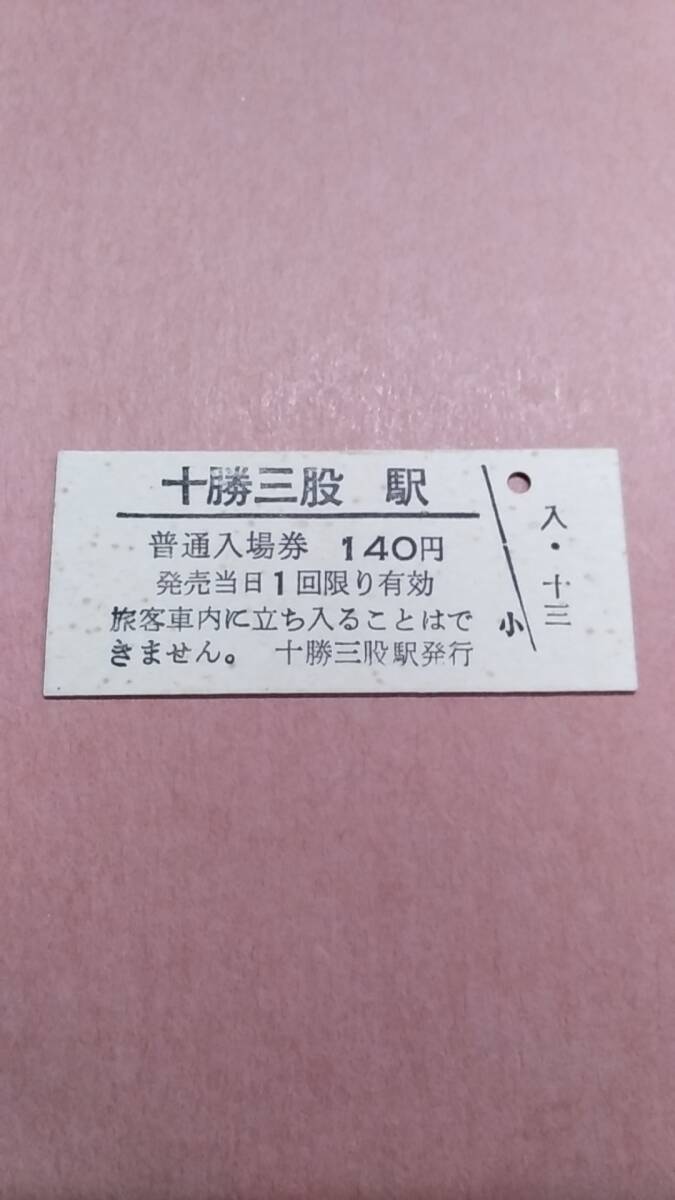 十勝三股 駅
普通入場券 140円
発売当日1回限り有効
旅客車内に立ち入ることはで
きません。 十勝三股駅発行
小
入・十三